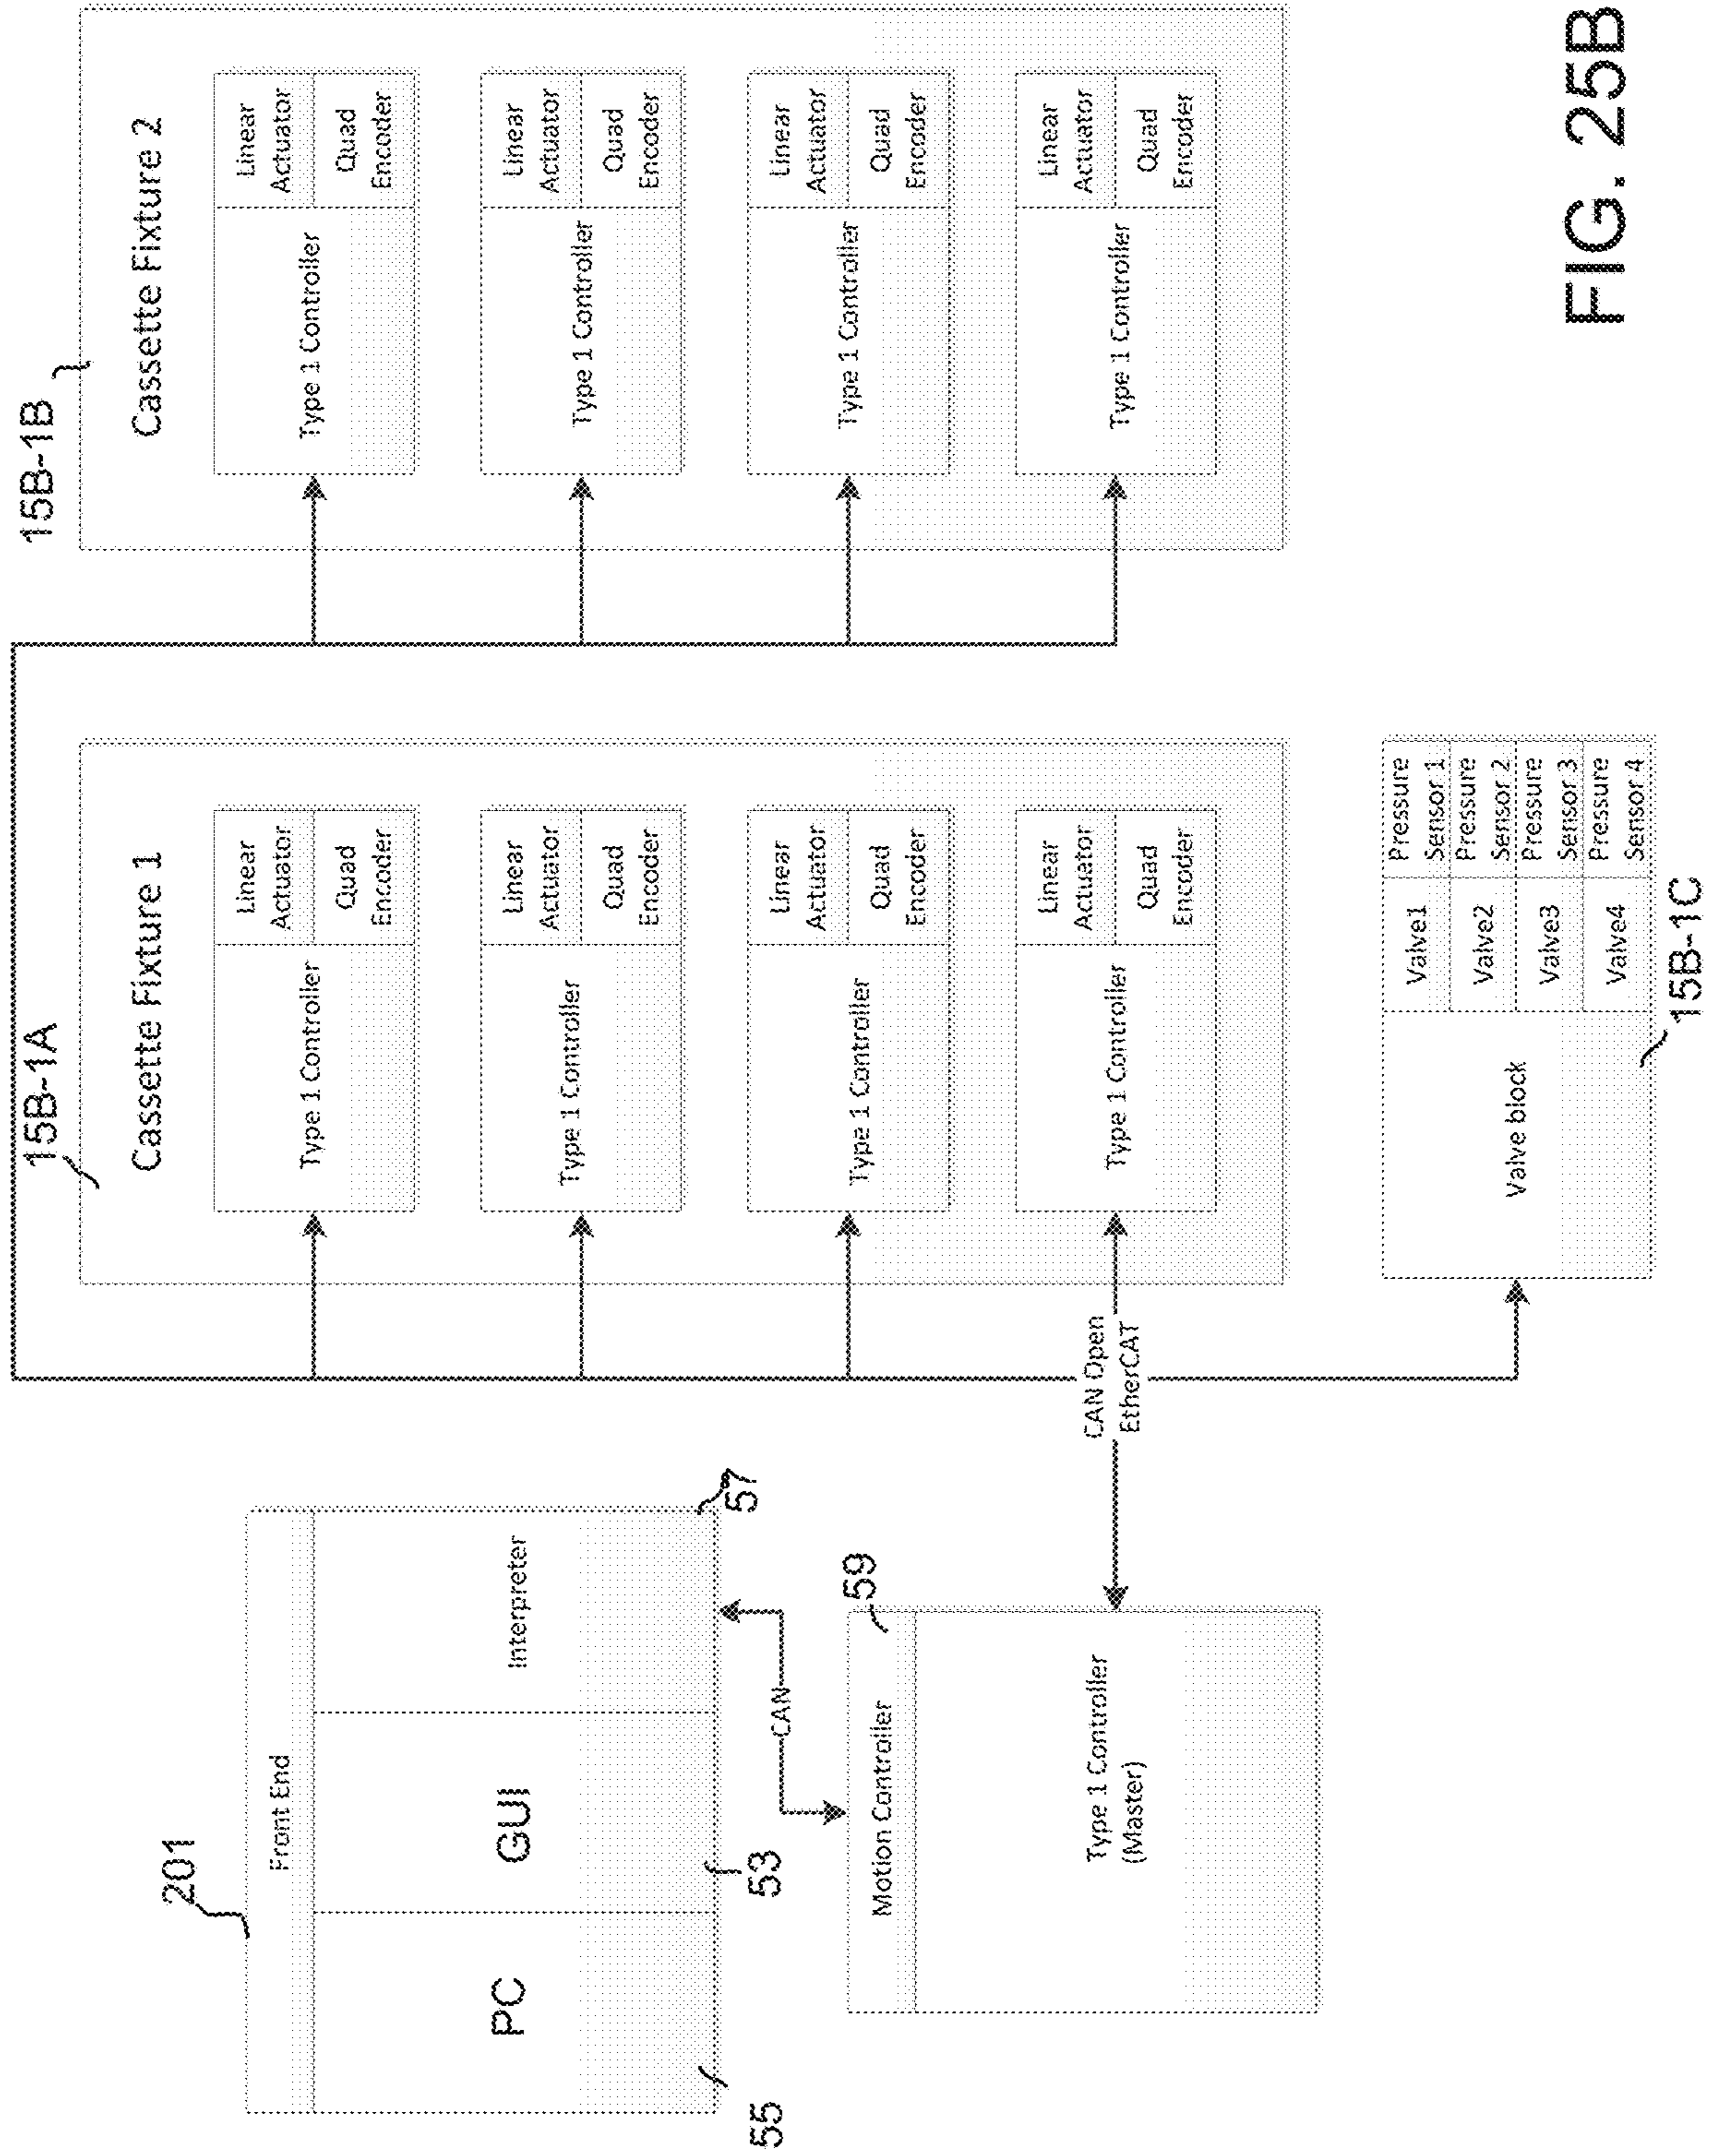 201
Front End
PC
GUI
Interpreter
55
53
57
CAN
59
Motion Controller
Type 1 Controller
(Master)
CAN Open
EtherCAT
15B-1A
Cassette Fixture 1
Type 1 Controller
Linear
Actuator
Quad
Encoder
Type 1 Controller
Linear
Actuator
Quad
Encoder
Type 1 Controller
Linear
Actuator
Quad
Encoder
Type 1 Controller
Linear
Actuator
Quad
Encoder
Valve block
Valve1
Pressure
Sensor 1
Valve2
Pressure
Sensor 2
Valve3
Pressure
Sensor 3
Valve4
Pressure
Sensor 4
15B-1C
15B-1B
Cassette Fixture 2
Type 1 Controller
Linear
Actuator
Quad
Encoder
Type 1 Controller
Linear
Actuator
Quad
Encoder
Type 1 Controller
Linear
Actuator
Quad
Encoder
Type 1 Controller
Linear
Actuator
Quad
Encoder
FIG. 25B